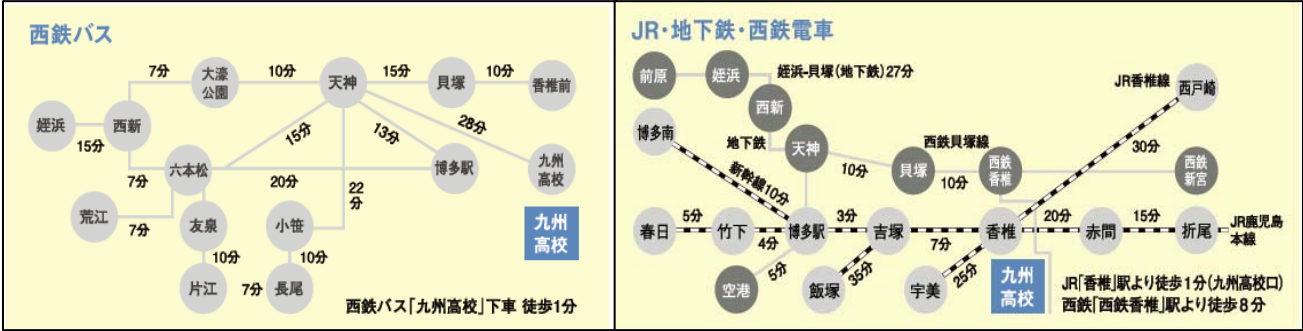 西鉄バス
7分
大濠
公園
10分
天神
15分
貝塚
10分
香椎前
姪浜
15分
西新
7分
六本松
15分
13分
28分
20分
22
分
博多駅
九州
高校
荒江
7分
友泉
小笹
九州
高校
10分
10分
片江
7分
長尾
西鉄バス「九州高校」下車 徒歩1分
JR・地下鉄・西鉄電車
前原
姪浜
姪浜-貝塚(地下鉄)27分
西新
JR香椎線
西戸崎
博多南
地下鉄
天神
西鉄貝塚線
30分
新幹線10分
10分
貝塚
10分
西鉄
香椎
西鉄
新宮
春日
5分
竹下
4分
博多駅
3分
吉塚
7分
香椎
20分
赤間
15分
折尾
JR鹿児島
本線
5分
35分
25分
空港
飯塚
宇美
九州
高校
JR「香椎」駅より徒歩1分(九州高校口)
西鉄「西鉄香椎」駅より徒歩8分